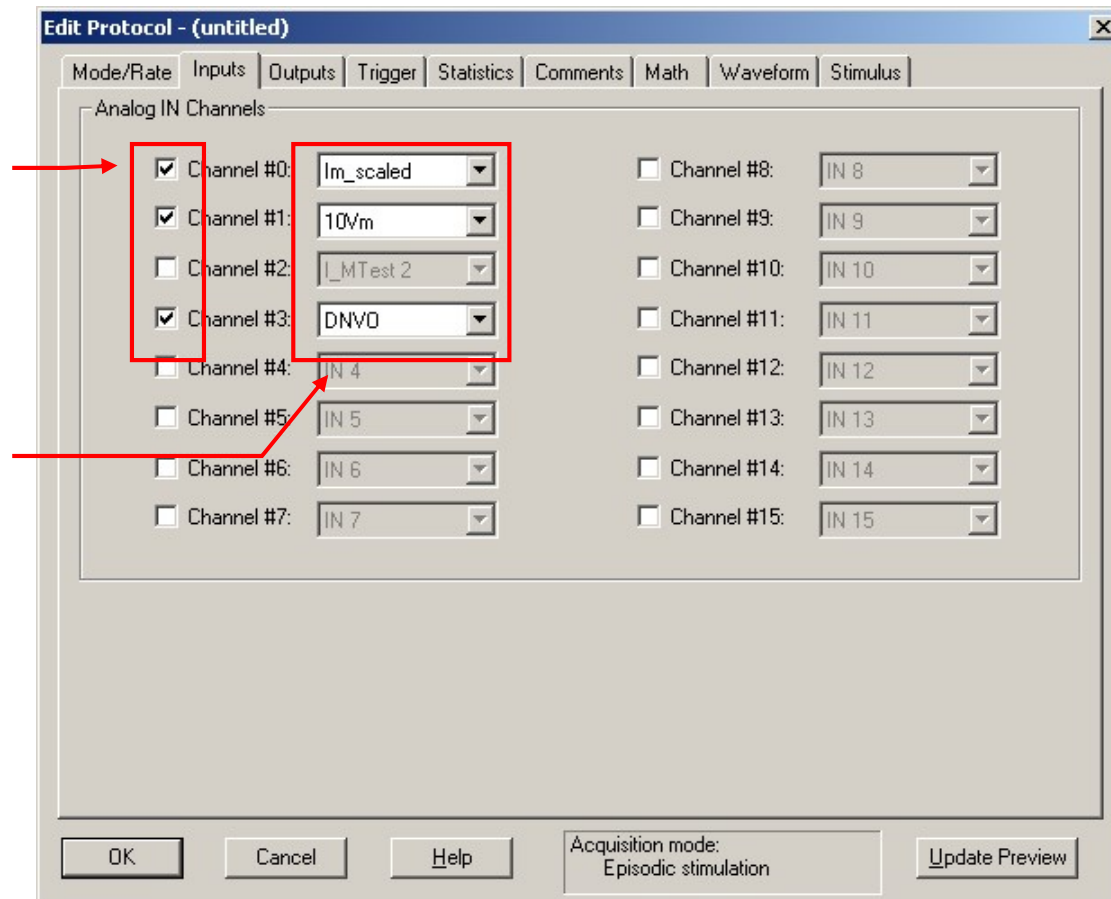 Edit Protocol - (untitled)
Mode/Rate Inputs Outputs Trigger Statistics Comments Math Waveform Stimulus
Analog IN Channels
Channel #0: Im_scaled
Channel #1: 10Vm
Channel #2: I_MTest 2
Channel #3: DNVO
Channel #4: IN 4
Channel #5: IN 5
Channel #6: IN 6
Channel #7: IN 7
Channel #8: IN 8
Channel #9: IN 9
Channel #10: IN 10
Channel #11: IN 11
Channel #12: IN 12
Channel #13: IN 13
Channel #14: IN 14
Channel #15: IN 15
OK Cancel Help
Acquisition mode:
Episodic stimulation
Update Preview